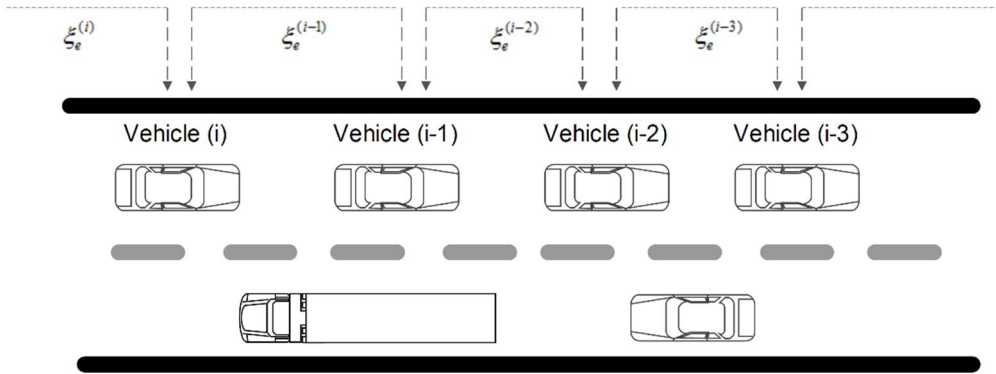 ξₑ⁽ⁱ⁾ ξₑ⁽ⁱ⁻¹⁾ ξₑ⁽ⁱ⁻²⁾ ξₑ⁽ⁱ⁻³⁾
Vehicle (i) Vehicle (i-1) Vehicle (i-2) Vehicle (i-3)